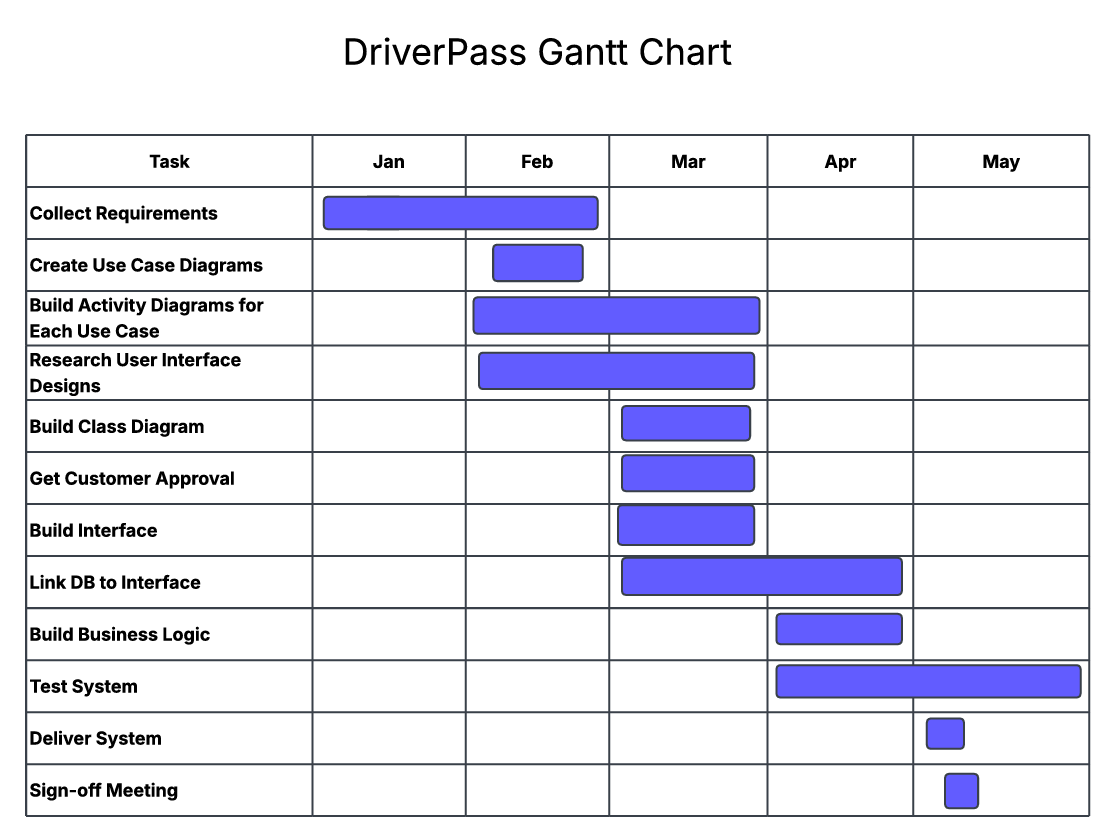 DriverPass Gantt Chart
Task Jan Feb Mar Apr May
Collect Requirements
Create Use Case Diagrams
Build Activity Diagrams for
Each Use Case
Research User Interface
Designs
Build Class Diagram
Get Customer Approval
Build Interface
Link DB to Interface
Build Business Logic
Test System
Deliver System
Sign-off Meeting